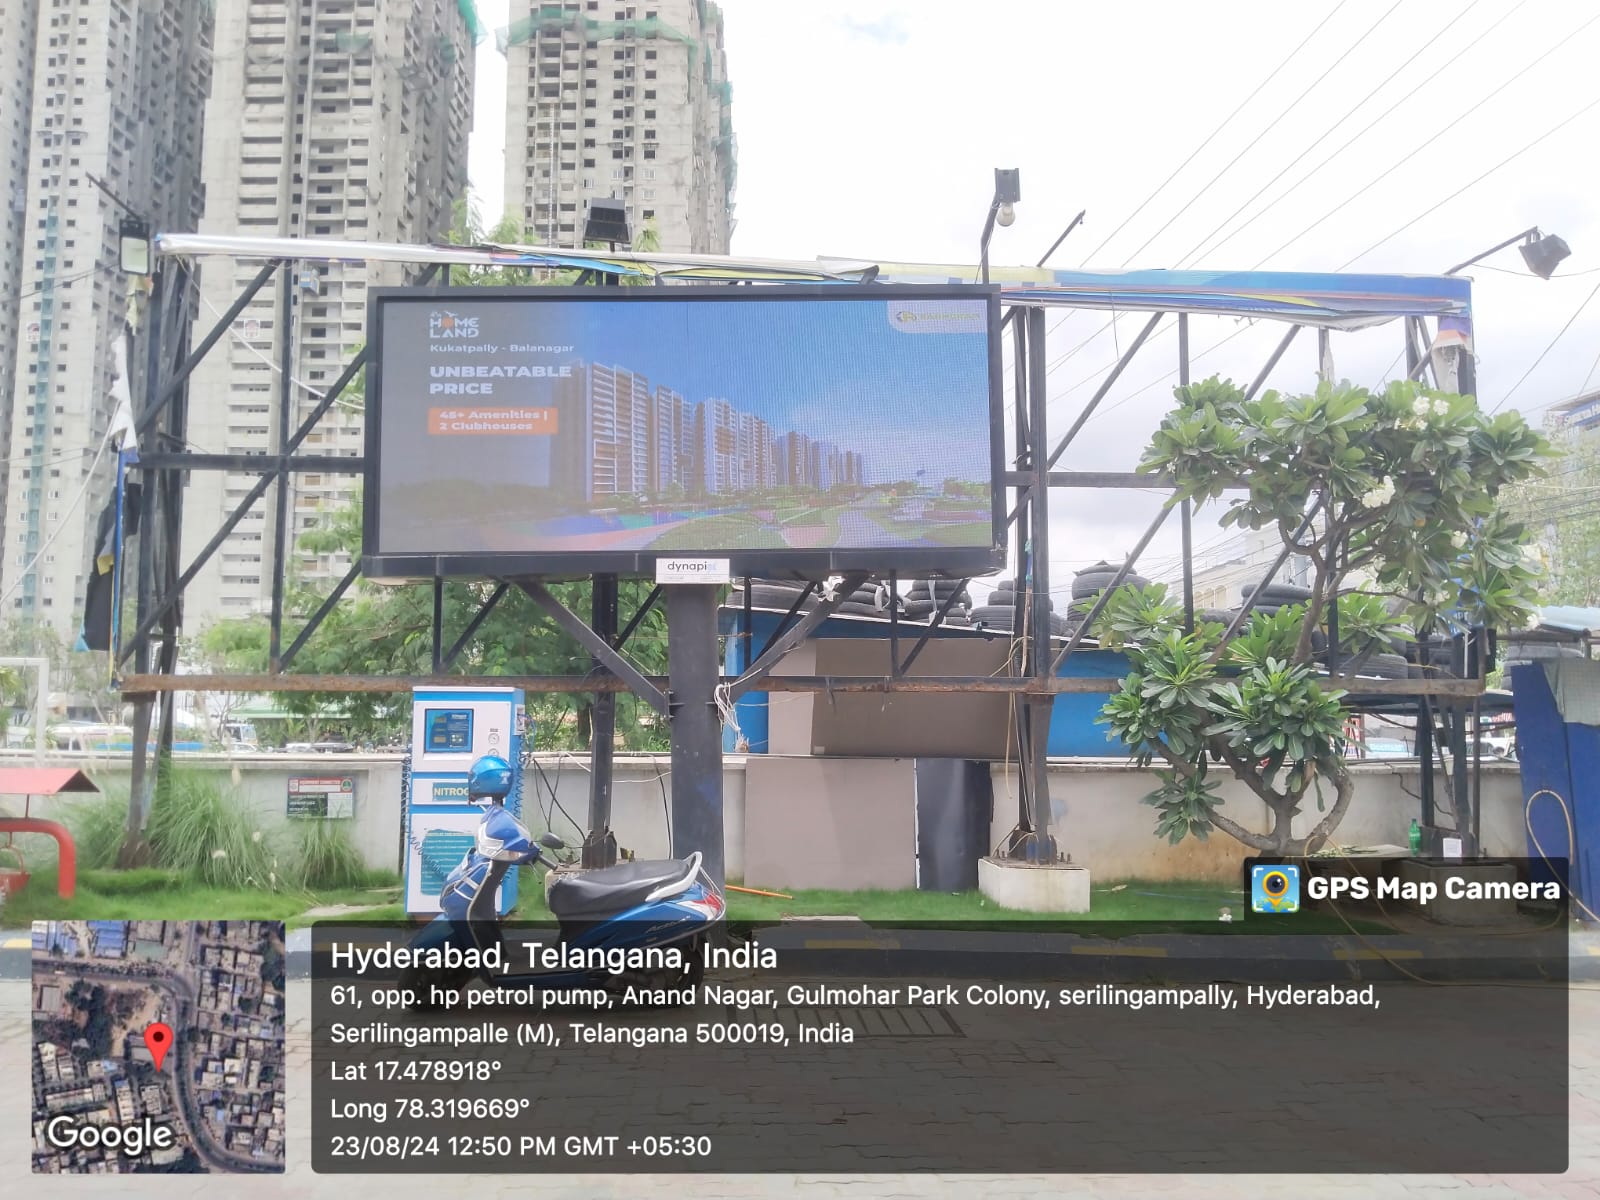 HOME
LAND
Kukatpally - Balanagar
UNBEATABLE
PRICE
45+ Amenities |
2 Clubhouses
dynapix
NITROG
GPS Map Camera
Hyderabad, Telangana, India
61, opp. hp petrol pump, Anand Nagar, Gulmohar Park Colony, serilingampally, Hyderabad,
Serilingampalle (M), Telangana 500019, India
Lat 17.478918°
Long 78.319669°
23/08/24 12:50 PM GMT +05:30
Google